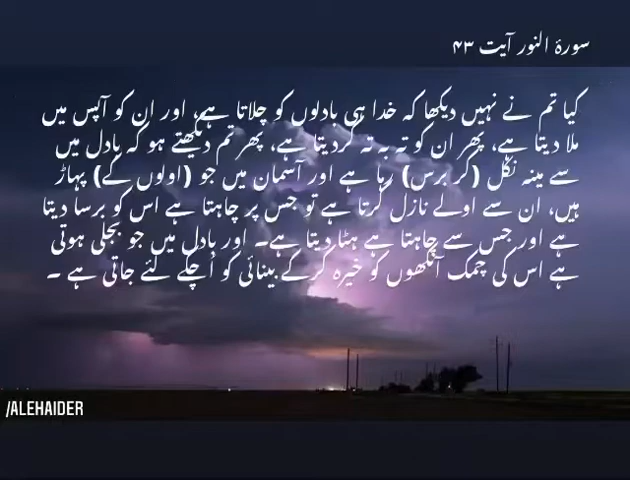 سورۃ النور آیت ۴۳
کیا تم نے نہیں دیکھا کہ خدا ہی بادلوں کو چلاتا ہے، اور ان کو آپس میں
ملا دیتا ہے، پھر ان کو تہ بہ تہ کردیتا ہے، پھر تم دیکھتے ہو کہ بادل میں
سے مینہ نکل (کر برس) رہا ہے اور آسمان میں جو (اولوں کے) پہاڑ
ہیں، ان سے اولے نازل کرتا ہے تو جس پر چاہتا ہے اس کو برسا دیتا
ہے اور جس سے چاہتا ہے ہٹا دیتا ہے۔ اور بادل میں جو بجلی ہوتی
ہے اس کی چمک آنکھوں کو خیرہ کرکے بینائی کو اُچکے لئے جاتی ہے ۔
/ALEHAIDER